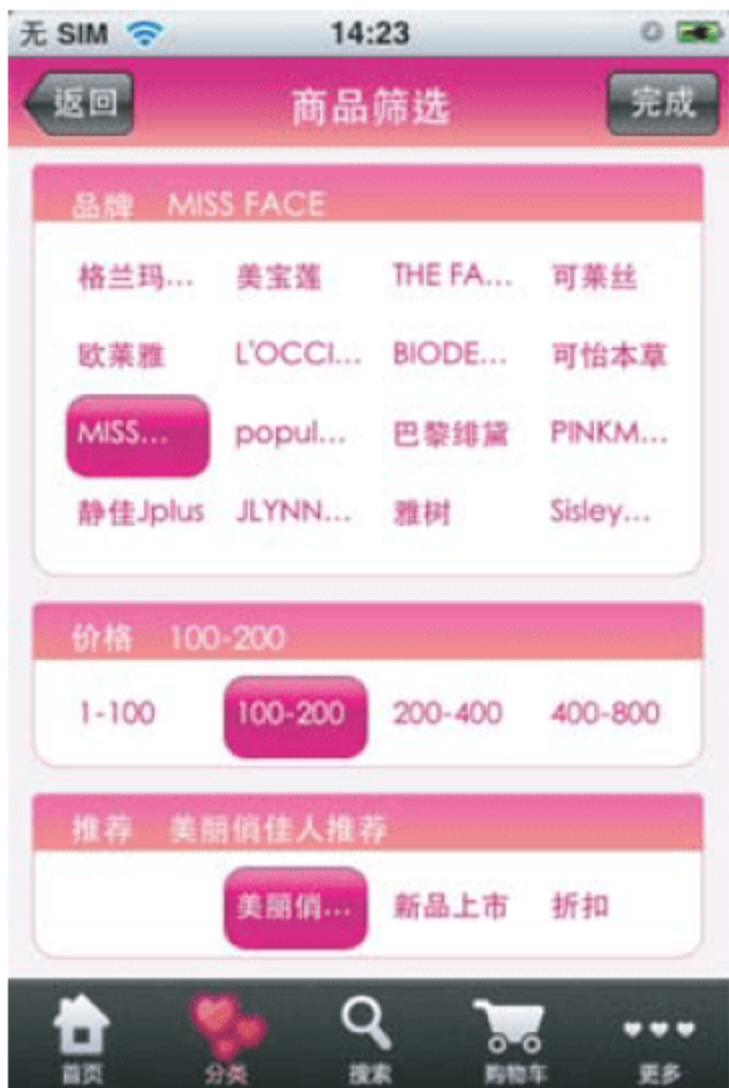 无 SIM 14:23
返回 商品筛选 完成
品牌 MISS FACE
格兰玛... 美宝莲 THE FA... 可莱丝
欧莱雅 L'OCCI... BIODE... 可怡本草
MISS... popul... 巴黎绯黛 PINKM...
静佳Jplus JLYNN... 雅树 Sisley...
价格 100-200
1-100 100-200 200-400 400-800
推荐 美丽俏佳人推荐
美丽俏... 新品上市 折扣
首页 分类 搜索 购物车 更多